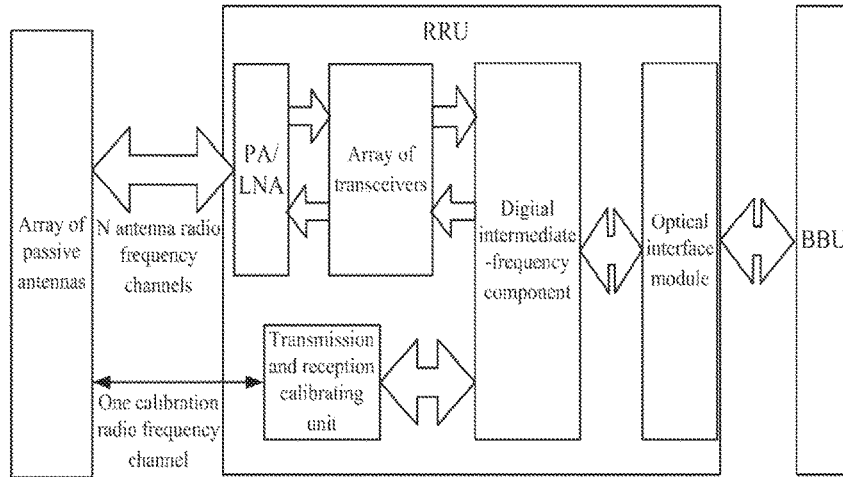 RRU
Array of
passive
antennas
N antenna radio
frequency
channels
One calibration
radio frequency
channel
PA/
LNA
Array of
transceivers
Transmission
and reception
calibrating
unit
Digital
intermediate
-frequency
component
Optical
interface
module
BBU